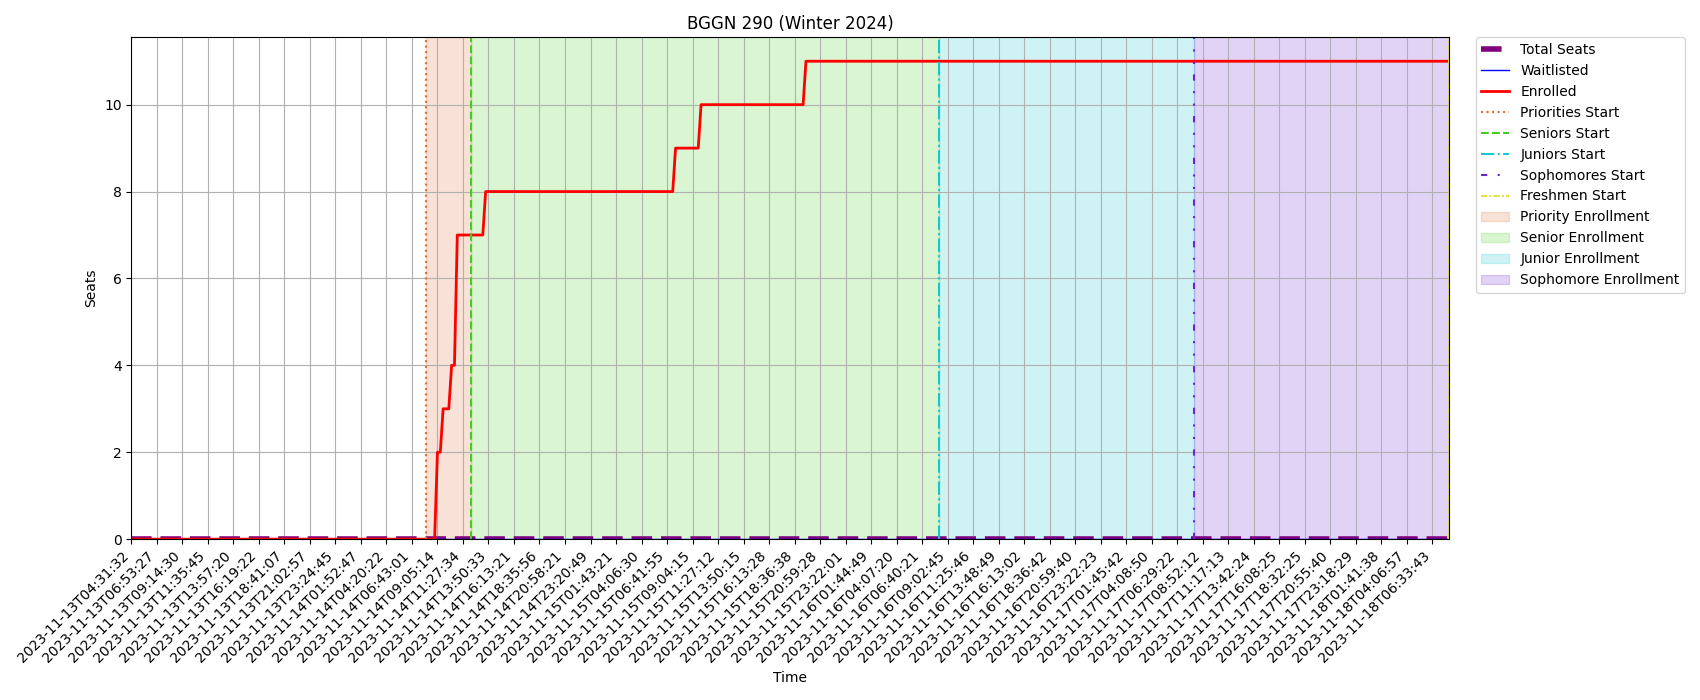 BGGN 290 (Winter 2024)
Seats
10
8
6
4
2
0
2023-11-13T04:31:32
2023-11-13T06:53:27
2023-11-13T09:14:30
2023-11-13T11:35:45
2023-11-13T13:57:20
2023-11-13T16:19:22
2023-11-13T18:41:07
2023-11-13T21:02:57
2023-11-13T23:24:45
2023-11-14T01:52:47
2023-11-14T04:20:22
2023-11-14T06:43:01
2023-11-14T09:05:14
2023-11-14T11:27:34
2023-11-14T13:50:33
2023-11-14T16:13:21
2023-11-14T18:35:56
2023-11-14T20:58:21
2023-11-14T23:20:49
2023-11-15T01:43:21
2023-11-15T04:06:30
2023-11-15T06:41:55
2023-11-15T09:04:15
2023-11-15T11:27:12
2023-11-15T13:50:15
2023-11-15T16:13:28
2023-11-15T18:36:38
2023-11-15T20:59:28
2023-11-15T23:22:01
2023-11-16T01:44:49
2023-11-16T04:07:20
2023-11-16T06:40:21
2023-11-16T09:02:45
2023-11-16T11:25:46
2023-11-16T13:48:49
2023-11-16T16:13:02
2023-11-16T18:36:42
2023-11-16T20:59:40
2023-11-16T23:22:23
2023-11-17T01:45:42
2023-11-17T04:08:50
2023-11-17T06:29:22
2023-11-17T08:52:12
2023-11-17T11:17:13
2023-11-17T13:42:24
2023-11-17T16:08:25
2023-11-17T18:32:25
2023-11-17T20:55:40
2023-11-17T23:18:29
2023-11-18T01:41:38
2023-11-18T04:06:57
2023-11-18T06:33:43
Time
Total Seats
Waitlisted
Enrolled
Priorities Start
Seniors Start
Juniors Start
Sophomores Start
Freshmen Start
Priority Enrollment
Senior Enrollment
Junior Enrollment
Sophomore Enrollment